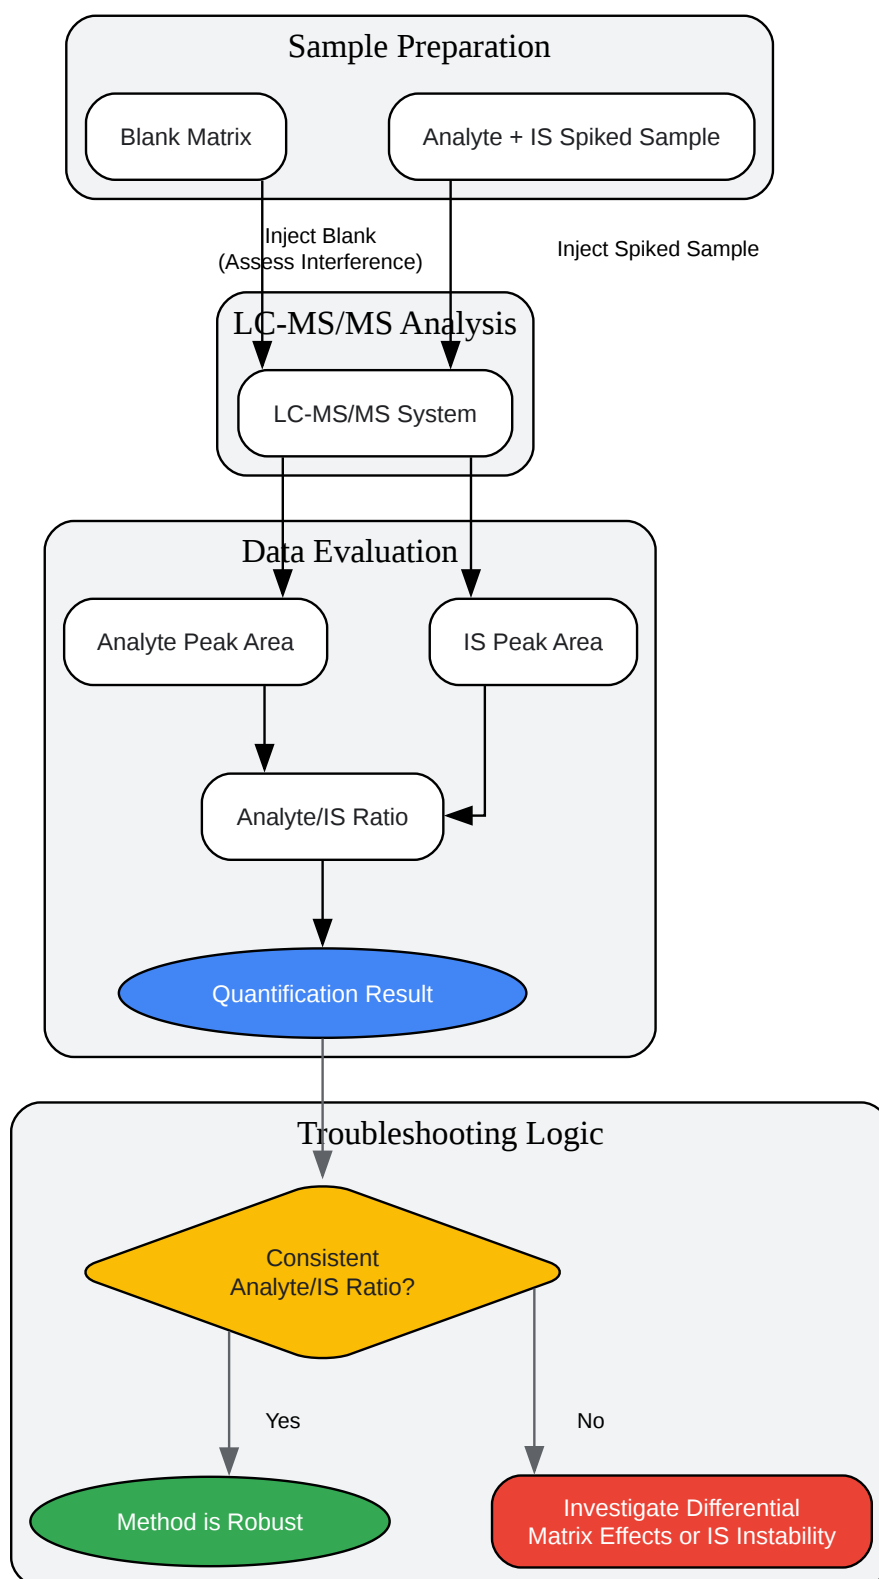 Sample Preparation
Blank Matrix
Analyte + IS Spiked Sample
Inject Blank
(Assess Interference)
Inject Spiked Sample
LC-MS/MS Analysis
LC-MS/MS System
Data Evaluation
Analyte Peak Area
IS Peak Area
Analyte/IS Ratio
Quantification Result
Troubleshooting Logic
Consistent
Analyte/IS Ratio?
Yes
No
Method is Robust
Investigate Differential
Matrix Effects or IS Instability